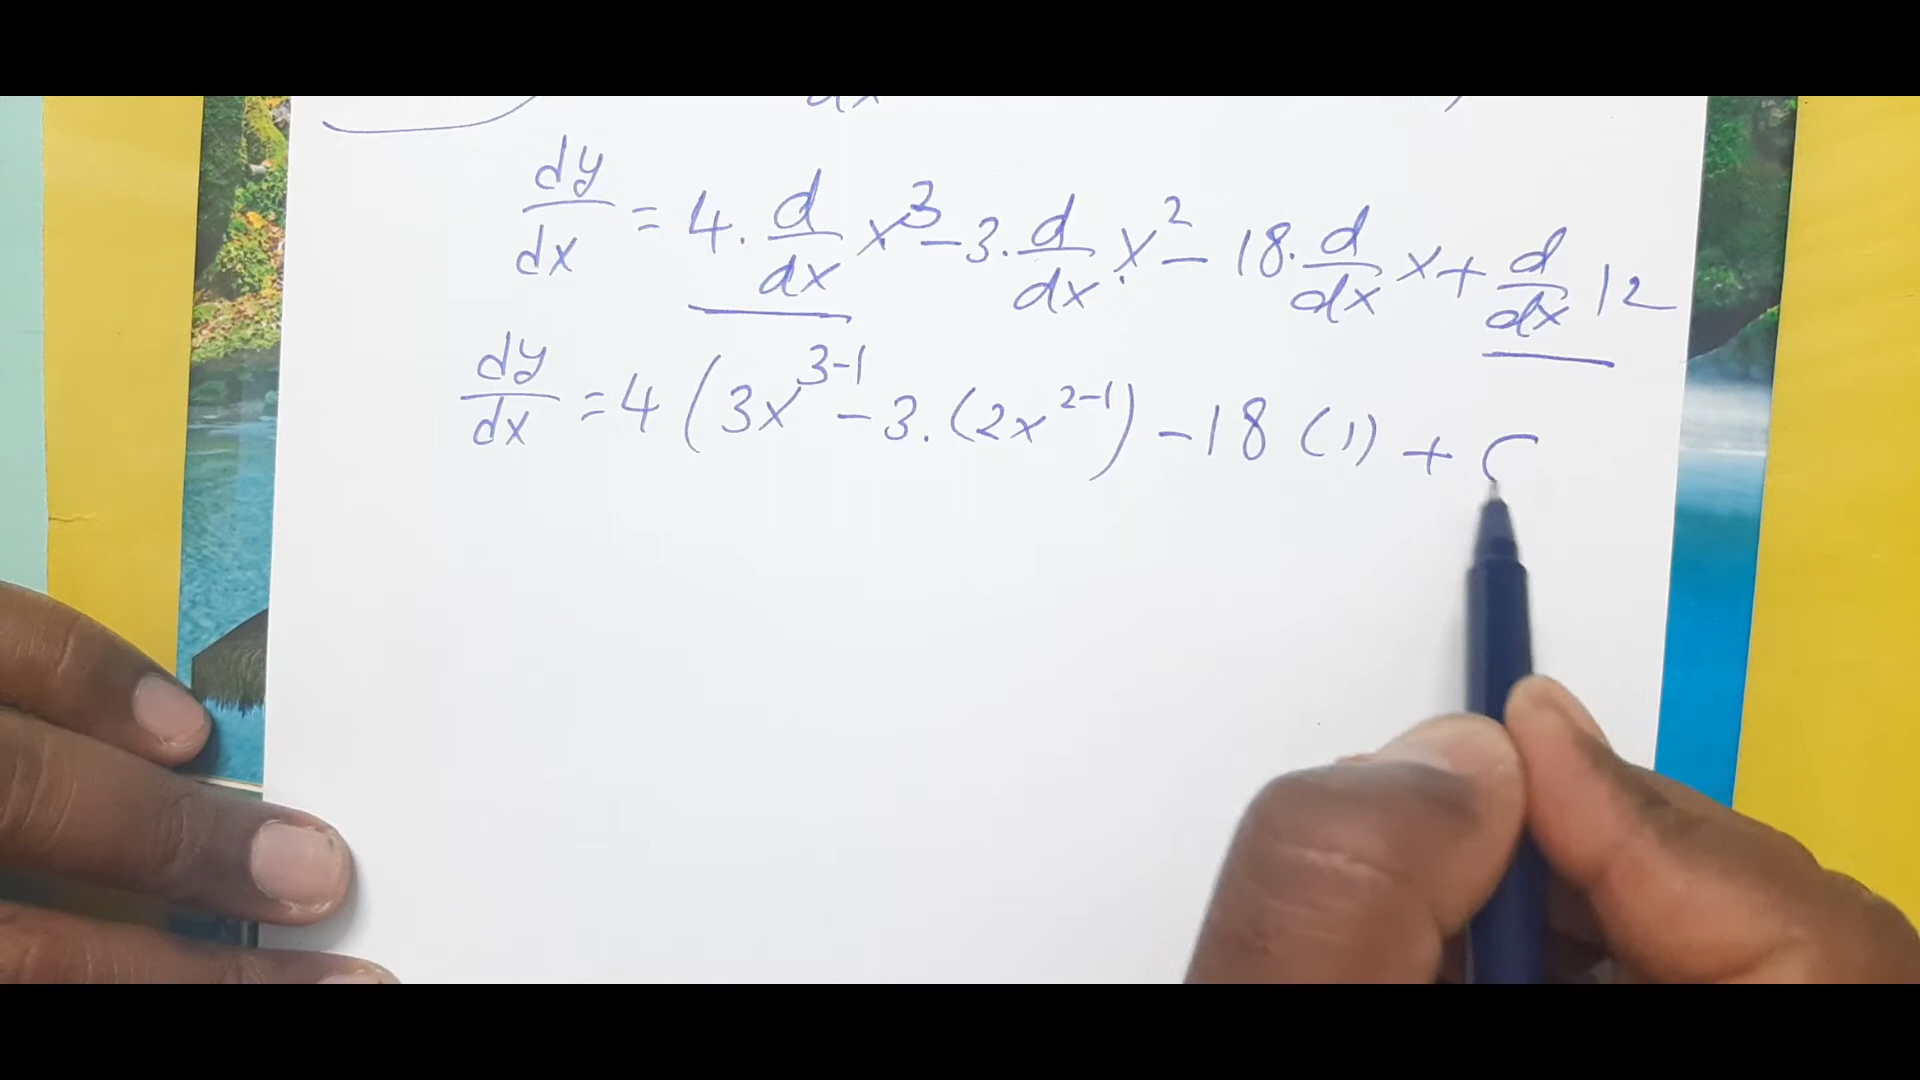 dx
dy/dx = 4. d/dx x^3 - 3. d/dx x^2 - 18. d/dx x + d/dx 12
dy/dx = 4 (3x^3-1 - 3. (2x^2-1) - 18 (1) +